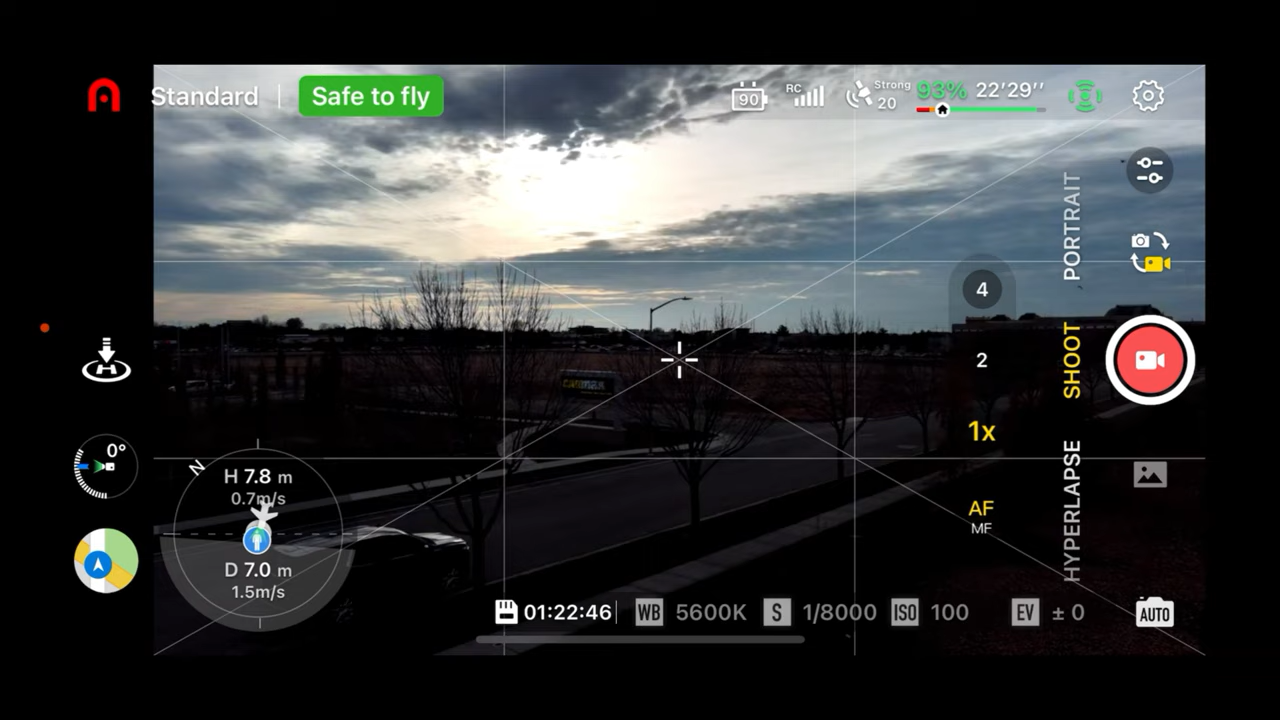 Standard
Safe to fly
90
RC
Strong
20
93%
22'29''
PORTRAIT
SHOOT
HYPERLAPSE
4
2
1x
AF
MF
0°
N
H 7.8 m
0.7m/s
D 7.0 m
1.5m/s
01:22:46
WB 5600K
S 1/8000
ISO 100
EV ± 0
AUTO